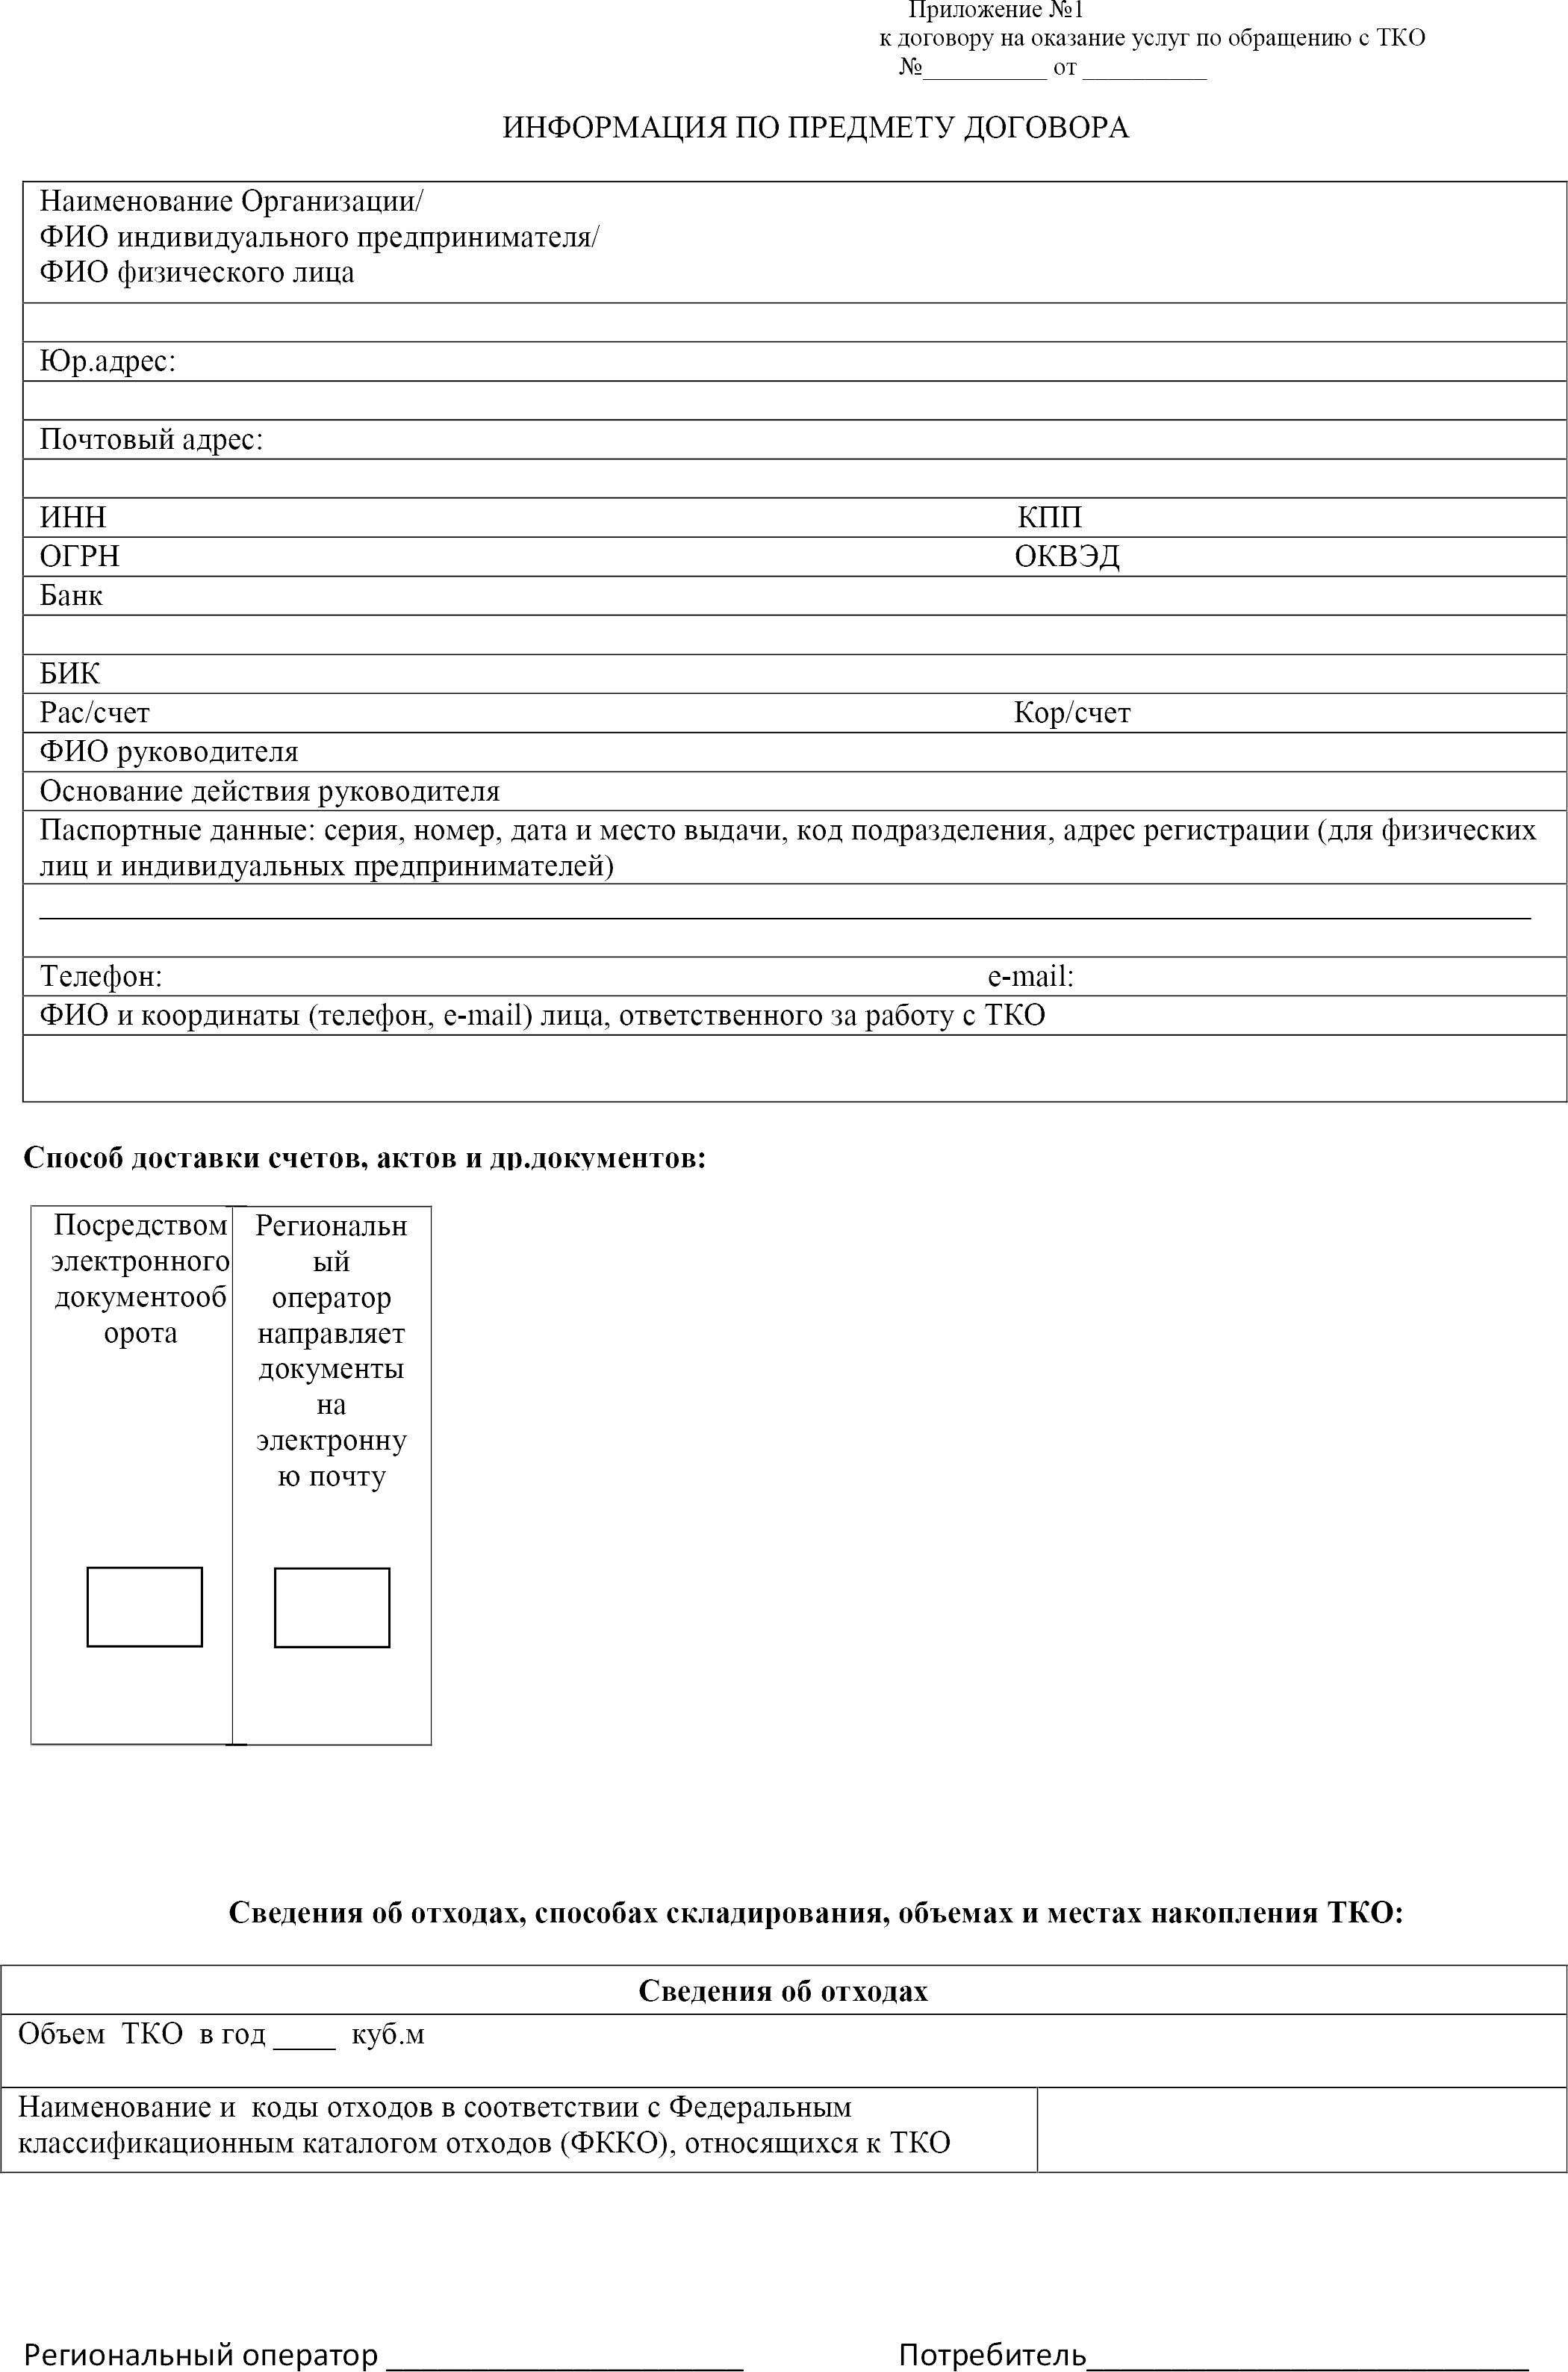 Приложение №1
к договору на оказание услуг по обращению с ТКО
№__________ от __________
ИНФОРМАЦИЯ ПО ПРЕДМЕТУ ДОГОВОРА
Наименование Организации/
ФИО индивидуального предпринимателя/
ФИО физического лица
Юр.адрес:
Почтовый адрес:
ИНН КПП
ОГРН ОКВЭД
Банк
БИК
Рас/счет Кор/счет
ФИО руководителя
Основание действия руководителя
Паспортные данные: серия, номер, дата и место выдачи, код подразделения, адрес регистрации (для физических
лиц и индивидуальных предпринимателей)
Телефон: e-mail:
ФИО и координаты (телефон, e-mail) лица, ответственного за работу с ТКО
Способ доставки счетов, актов и др.документов:
Посредством
электронного
документооб
орота
Региональн
ый
оператор
направляет
документы
на
электронну
ю почту
Сведения об отходах, способах складирования, объемах и местах накопления ТКО:
Сведения об отходах
Объем ТКО в год ____ куб.м
Наименование и коды отходов в соответствии с Федеральным
классификационным каталогом отходов (ФККО), относящихся к ТКО
Региональный оператор _____________________ Потребитель__________________________